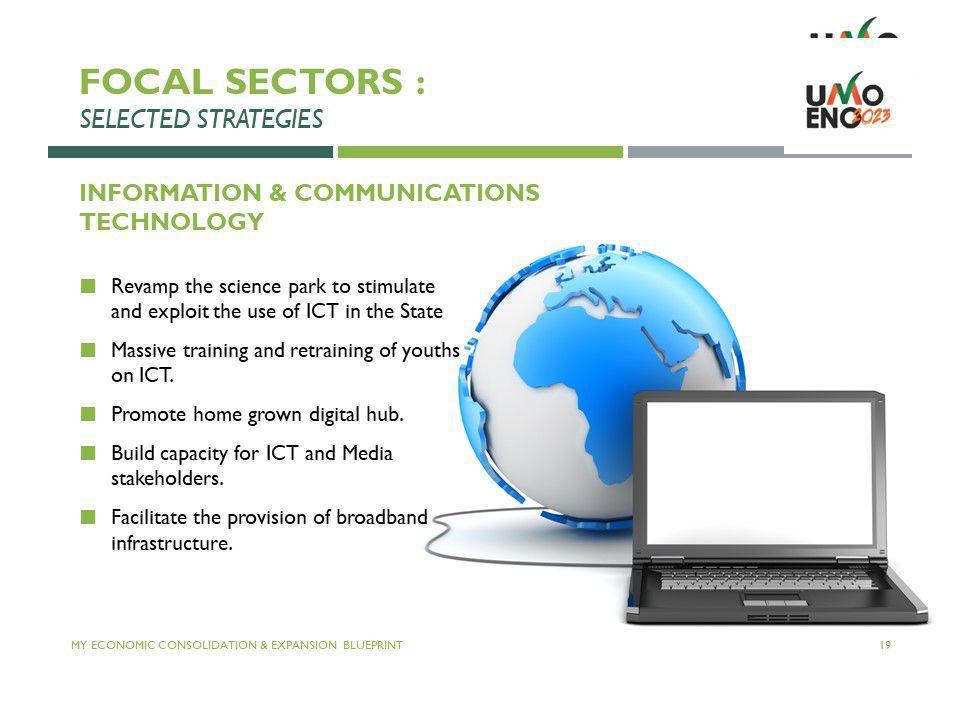 UMO
FOCAL SECTORS :
SELECTED STRATEGIES
UMO
ENO 2023
INFORMATION & COMMUNICATIONS
TECHNOLOGY
Revamp the science park to stimulate
and exploit the use of ICT in the State
Massive training and retraining of youths
on ICT.
Promote home grown digital hub.
Build capacity for ICT and Media
stakeholders.
Facilitate the provision of broadband
infrastructure.
MY ECONOMIC CONSOLIDATION & EXPANSION BLUEPRINT
19